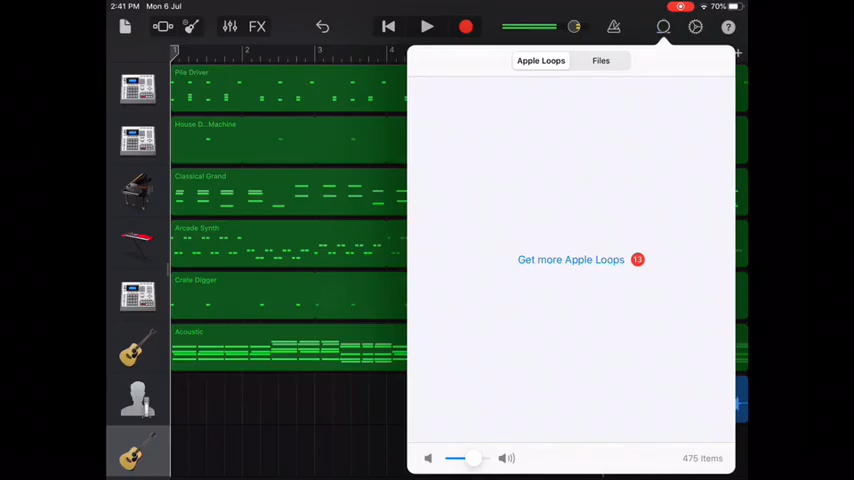 2:41 PM Mon 6 Jul
70%
FX
?
1 2 3 4
Apple Loops Files
Pile Driver
House D...Machine
Classical Grand
Arcade Synth
Get more Apple Loops 13
Crate Digger
Acoustic
475 Items